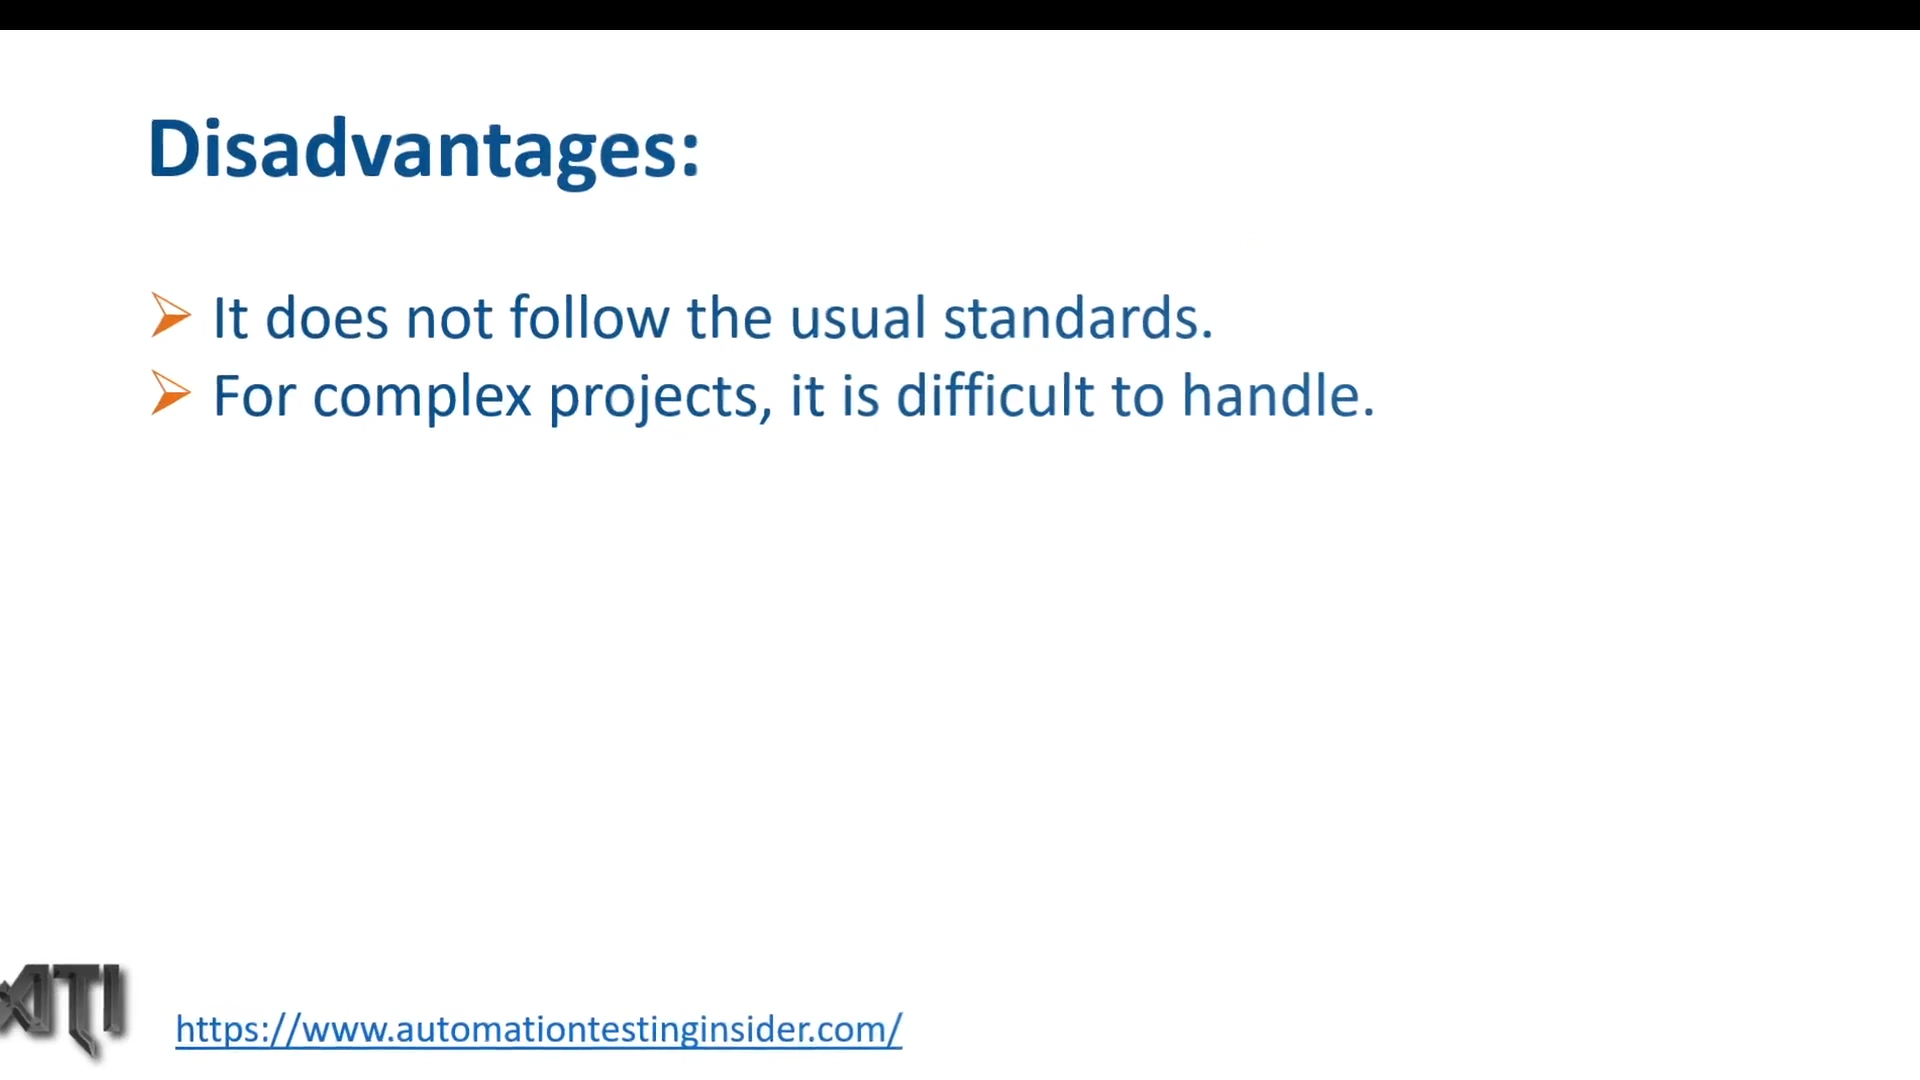 Disadvantages:
It does not follow the usual standards.
For complex projects, it is difficult to handle.
ATI
https://www.automationtestinginsider.com/